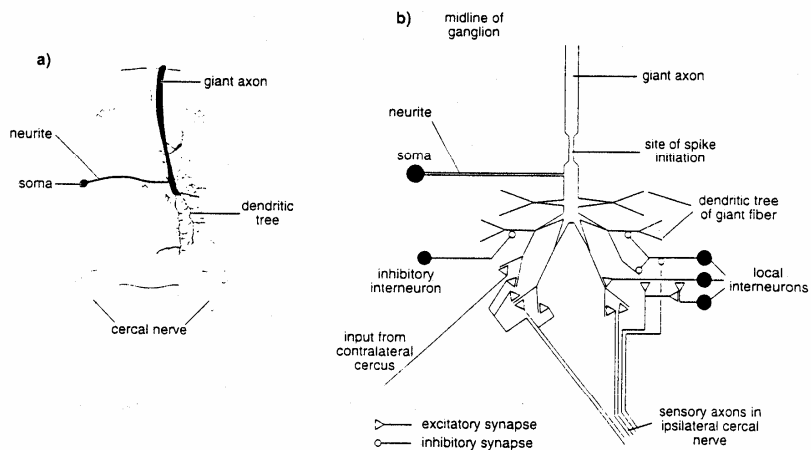 a)
giant axon
neurite
soma
dendritic
tree
cercal nerve
b)
midline of
ganglion
giant axon
neurite
soma
site of spike
initiation
dendritic tree
of giant fiber
inhibitory
interneuron
local
interneurons
input from
contralateral
cercus
sensory axons in
ipsilateral cercal
nerve
excitatory synapse
inhibitory synapse